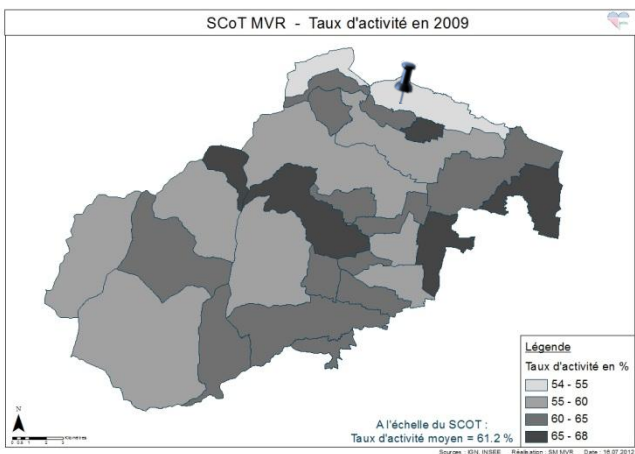 SCoT MVR - Taux d'activité en 2009
Légende
Taux d'activité en %
54 - 55
55 - 60
60 - 65
65 - 68
N
A l'échelle du SCOT :
Taux d'activité moyen = 61.2 %
Sources : IGN, INSEE Réalisation : SM MVR Date : 16.07.2012